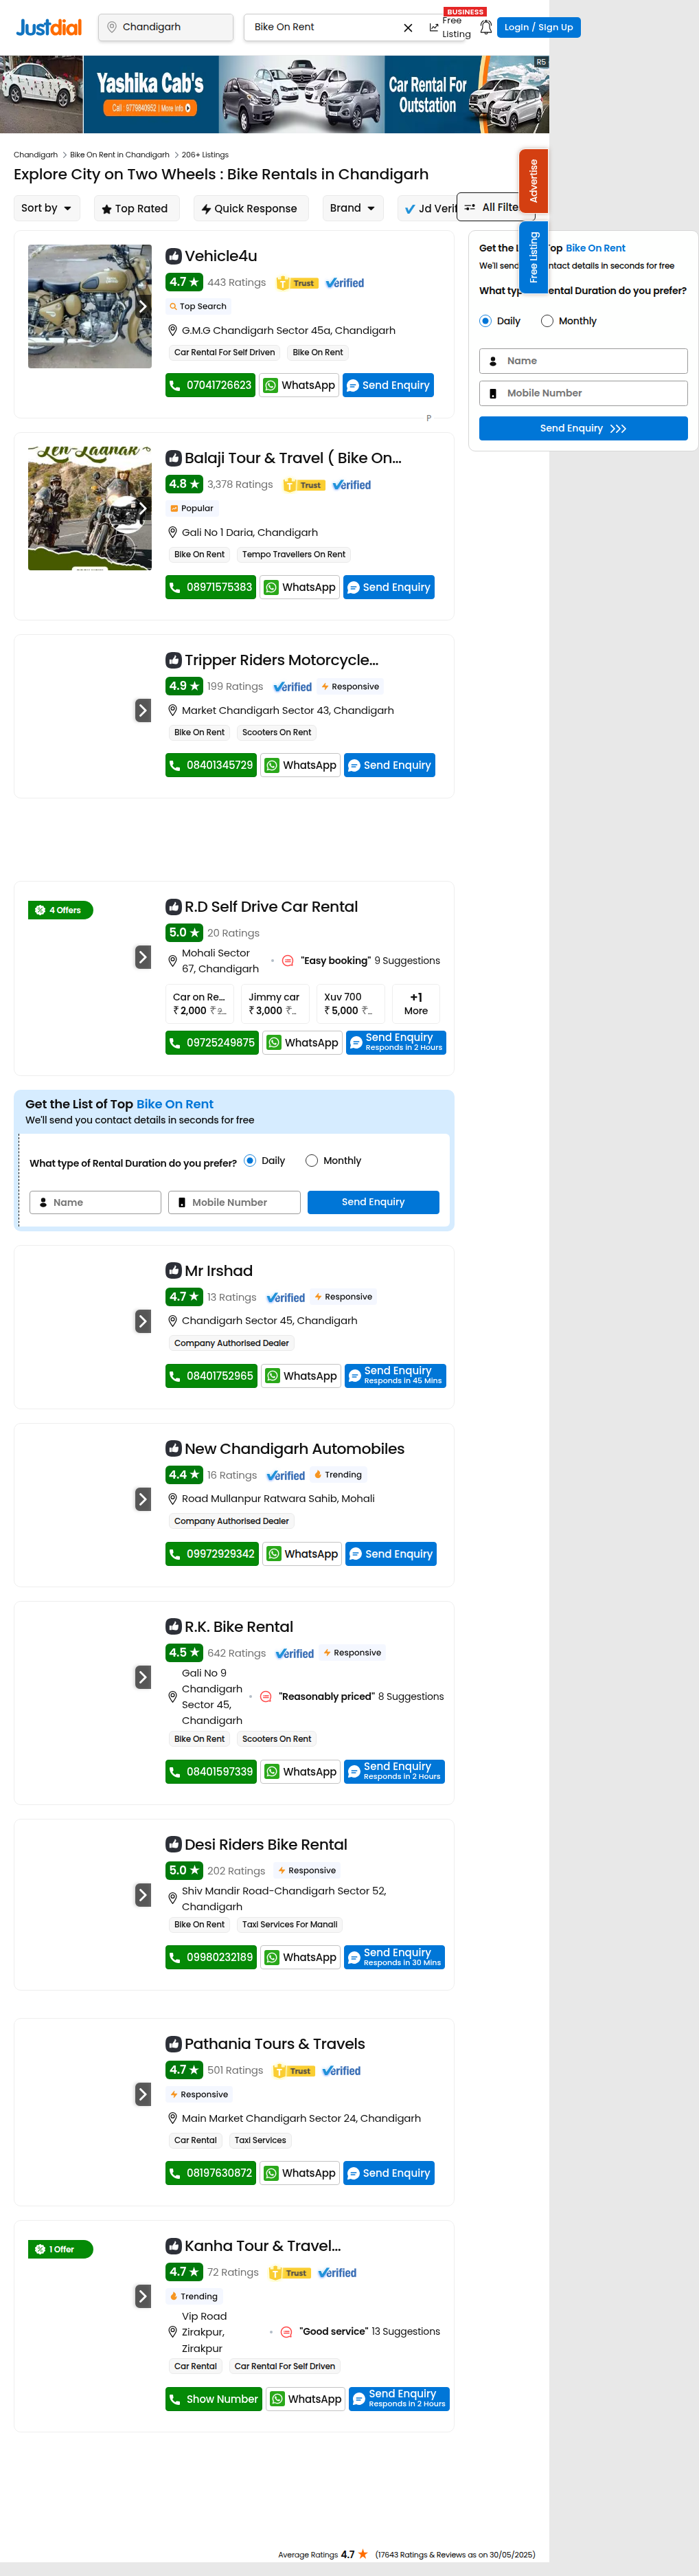 Justdial
Chandigarh
Bike On Rent
BUSINESS
Free
Listing
Login / Sign Up
Yashika Cab's
Call : 9779840952 | More Info
Car Rental For
Outstation
R5
Chandigarh > Bike On Rent in Chandigarh > 206+ Listings
Explore City on Two Wheels : Bike Rentals in Chandigarh
Sort by
Top Rated
Quick Response
Brand
Jd Verif
All Filte
Advertise
Free Listing
Vehicle4u
4.7 ★ 443 Ratings Trust Verified
Top Search
G.M.G Chandigarh Sector 45a, Chandigarh
Car Rental For Self Driven Bike On Rent
07041726623 WhatsApp Send Enquiry
P
Get the L Top Bike On Rent
We'll send ontact details in seconds for free
What typ ental Duration do you prefer?
Daily Monthly
Name
Mobile Number
Send Enquiry
Balaji Tour & Travel ( Bike On...
4.8 ★ 3,378 Ratings Trust Verified
Popular
Gali No 1 Daria, Chandigarh
Bike On Rent Tempo Travellers On Rent
08971575383 WhatsApp Send Enquiry
Tripper Riders Motorcycle...
4.9 ★ 199 Ratings Verified Responsive
Market Chandigarh Sector 43, Chandigarh
Bike On Rent Scooters On Rent
08401345729 WhatsApp Send Enquiry
4 Offers
R.D Self Drive Car Rental
5.0 ★ 20 Ratings
Mohali Sector
67, Chandigarh
"Easy booking" 9 Suggestions
Car on Re... Jimmy car Xuv 700 +1
₹ 2,000 ₹ 2... ₹ 3,000 ₹... ₹ 5,000 ₹... More
09725249875 WhatsApp Send Enquiry
Responds in 2 Hours
Get the List of Top Bike On Rent
We'll send you contact details in seconds for free
What type of Rental Duration do you prefer? Daily Monthly
Name Mobile Number Send Enquiry
Mr Irshad
4.7 ★ 13 Ratings Verified Responsive
Chandigarh Sector 45, Chandigarh
Company Authorised Dealer
08401752965 WhatsApp Send Enquiry
Responds in 45 Mins
New Chandigarh Automobiles
4.4 ★ 16 Ratings Verified Trending
Road Mullanpur Ratwara Sahib, Mohali
Company Authorised Dealer
09972929342 WhatsApp Send Enquiry
R.K. Bike Rental
4.5 ★ 642 Ratings Verified Responsive
Gali No 9
Chandigarh
Sector 45,
Chandigarh
"Reasonably priced" 8 Suggestions
Bike On Rent Scooters On Rent
08401597339 WhatsApp Send Enquiry
Responds in 2 Hours
Desi Riders Bike Rental
5.0 ★ 202 Ratings Responsive
Shiv Mandir Road-Chandigarh Sector 52,
Chandigarh
Bike On Rent Taxi Services For Manali
09980232189 WhatsApp Send Enquiry
Responds in 30 Mins
Pathania Tours & Travels
4.7 ★ 501 Ratings Trust Verified
Responsive
Main Market Chandigarh Sector 24, Chandigarh
Car Rental Taxi Services
08197630872 WhatsApp Send Enquiry
1 Offer
Kanha Tour & Travel...
4.7 ★ 72 Ratings Trust Verified
Trending
Vip Road
Zirakpur,
Zirakpur
"Good service" 13 Suggestions
Car Rental Car Rental For Self Driven
Show Number WhatsApp Send Enquiry
Responds in 2 Hours
Average Ratings 4.7 ★ (17643 Ratings & Reviews as on 30/05/2025)